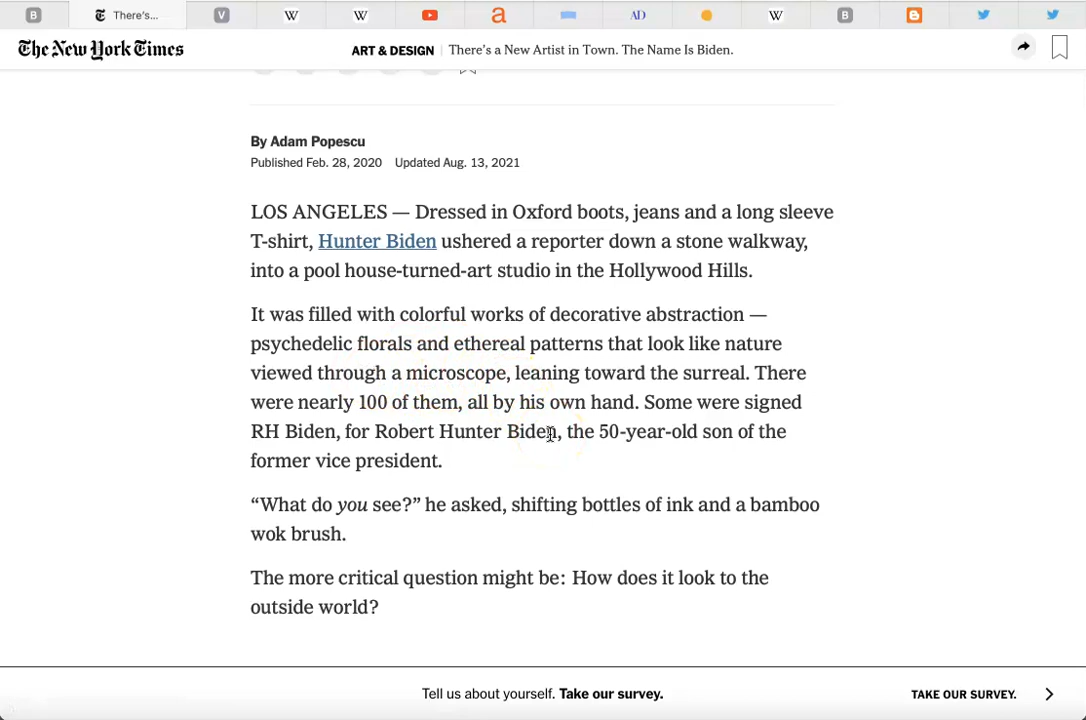 B There's... V W W a AD W B
The New York Times ART & DESIGN There's a New Artist in Town. The Name Is Biden.
By Adam Popescu
Published Feb. 28, 2020 Updated Aug. 13, 2021
LOS ANGELES — Dressed in Oxford boots, jeans and a long sleeve
T-shirt, Hunter Biden ushered a reporter down a stone walkway,
into a pool house-turned-art studio in the Hollywood Hills.
It was filled with colorful works of decorative abstraction —
psychedelic florals and ethereal patterns that look like nature
viewed through a microscope, leaning toward the surreal. There
were nearly 100 of them, all by his own hand. Some were signed
RH Biden, for Robert Hunter Biden, the 50-year-old son of the
former vice president.
“What do you see?” he asked, shifting bottles of ink and a bamboo
wok brush.
The more critical question might be: How does it look to the
outside world?
Tell us about yourself. Take our survey. TAKE OUR SURVEY.